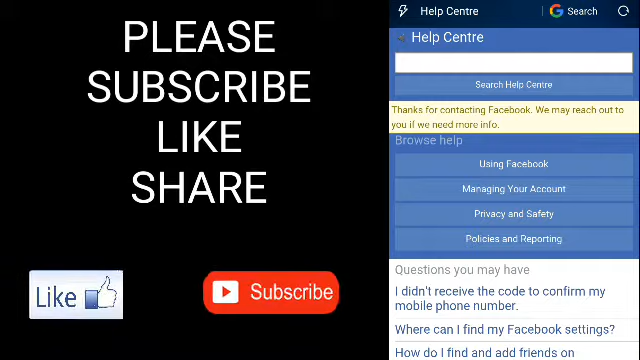 PLEASE
SUBSCRIBE
LIKE
SHARE
Like
Subscribe
Help Centre
Search
Help Centre
Search Help Centre
Thanks for contacting Facebook. We may reach out to
you if we need more info.
Browse help
Using Facebook
Managing Your Account
Privacy and Safety
Policies and Reporting
Questions you may have
I didn't receive the code to confirm my
mobile phone number.
Where can I find my Facebook settings?
How do I find and add friends on